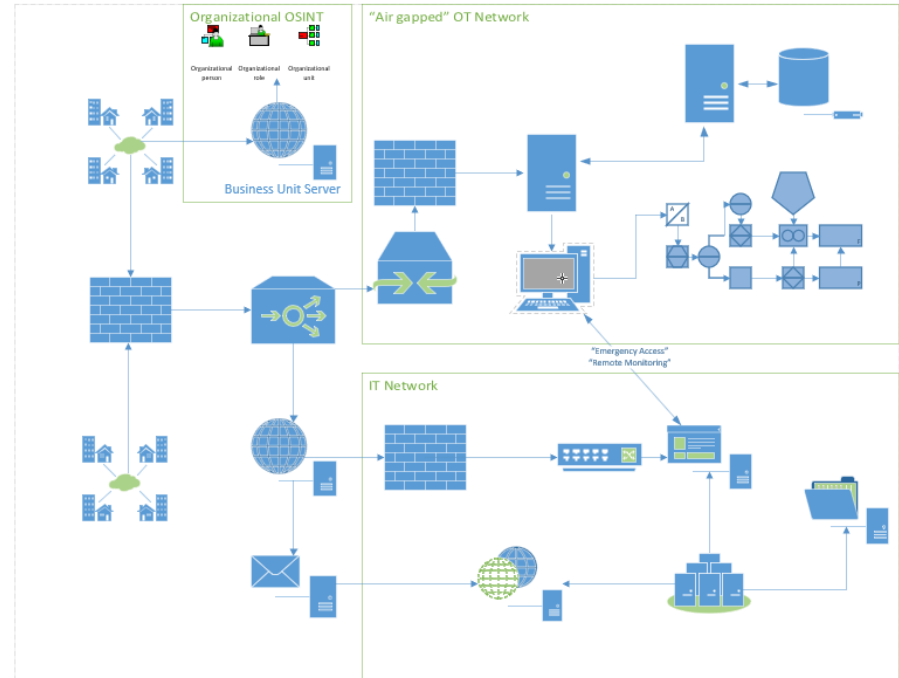 Organizational OSINT
Organizational
person
Organizational
role
Organizational
unit
Business Unit Server
“Air gapped” OT Network
A
B
“Emergency Access”
“Remote Monitoring”
IT Network